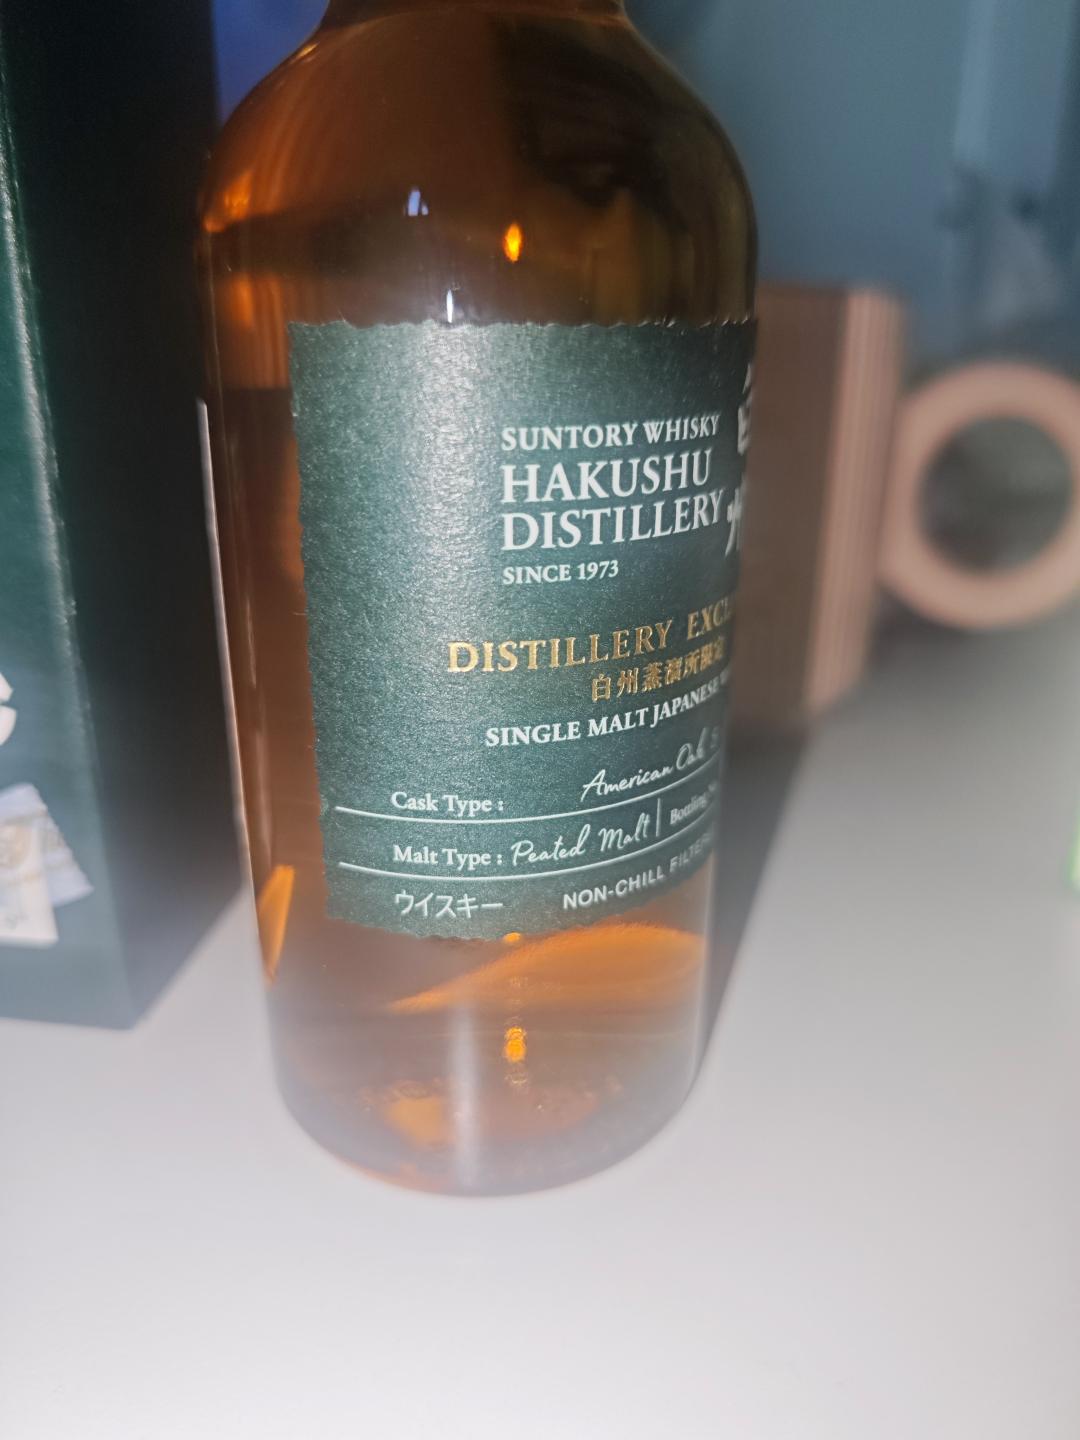 SUNTORY WHISKY
HAKUSHU
DISTILLERY
SINCE 1973
DISTILLERY
白州蒸溜所限定
SINGLE MALT JAPANESE
Cask Type : American Oak
Malt Type : Peated Malt
ウイスキー
NON-CHILL